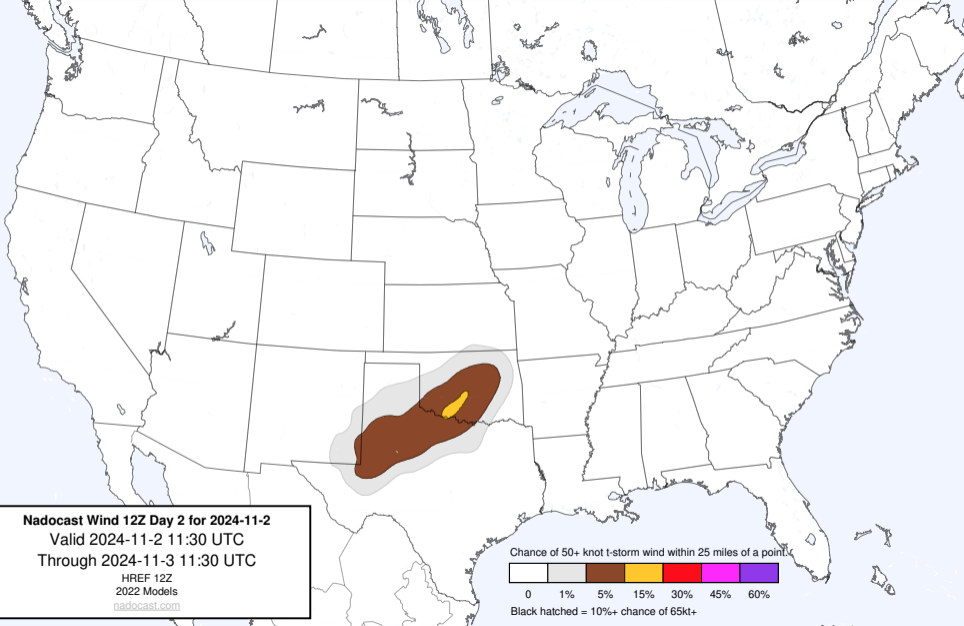 Nadocast Wind 12Z Day 2 for 2024-11-2
Valid 2024-11-2 11:30 UTC
Through 2024-11-3 11:30 UTC
HREF 12Z
2022 Models
nadocast.com
Chance of 50+ knot t-storm wind within 25 miles of a point.
0 1% 5% 15% 30% 45% 60%
Black hatched = 10%+ chance of 65kt+